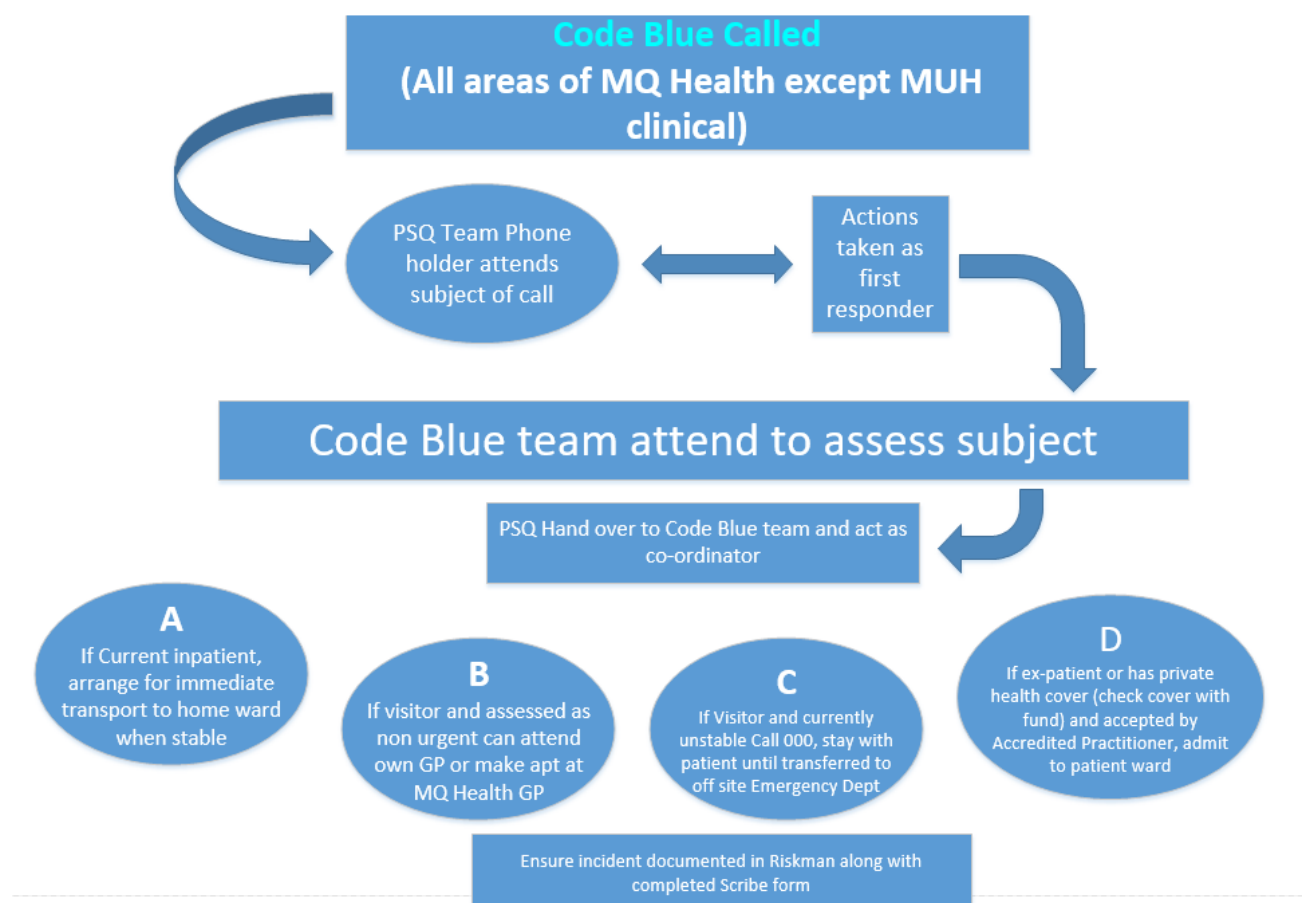 Code Blue Called
(All areas of MQ Health except MUH
clinical)
PSQ Team Phone
holder attends
subject of call
Actions
taken as
first
responder
Code Blue team attend to assess subject
PSQ Hand over to Code Blue team and act as
co-ordinator
A
If Current inpatient,
arrange for immediate
transport to home ward
when stable
B
If visitor and assessed as
non urgent can attend
own GP or make apt at
MQ Health GP
C
If Visitor and currently
unstable Call 000, stay with
patient until transferred to
off site Emergency Dept
D
If ex-patient or has private
health cover (check cover with
fund) and accepted by
Accredited Practitioner, admit
to patient ward
Ensure incident documented in Riskman along with
completed Scribe form